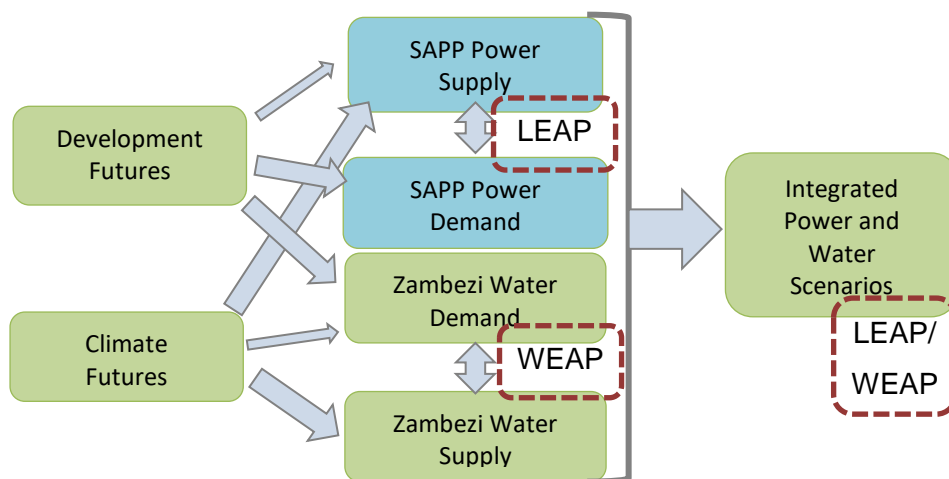 Development
Futures
Climate
Futures
SAPP Power
Supply
LEAP
SAPP Power
Demand
Zambezi Water
Demand
WEAP
Zambezi Water
Supply
Integrated
Power and
Water
Scenarios
LEAP/
WEAP